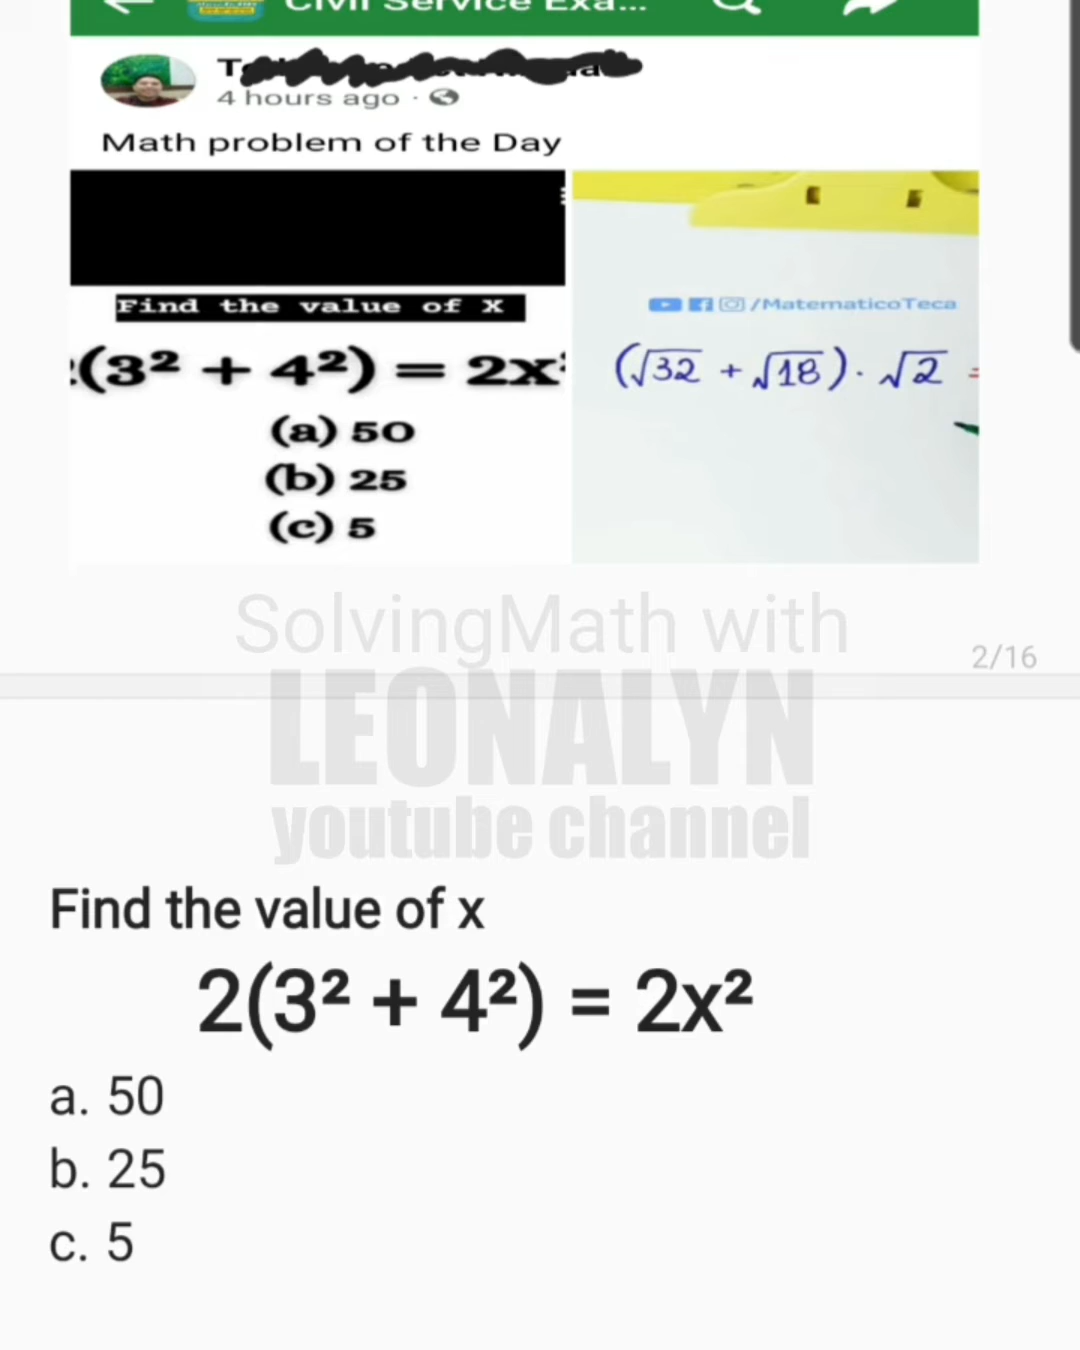 4 hours ago ·
Math problem of the Day
Find the value of X
(3² + 4²) = 2x
(a) 50
(b) 25
(c) 5
/MatematicoTeca
(√32 + √18) · √2 =
SolvingMath with
2/16
LEONALYN
youtube channel
Find the value of x
2(3² + 4²) = 2x²
a. 50
b. 25
c. 5